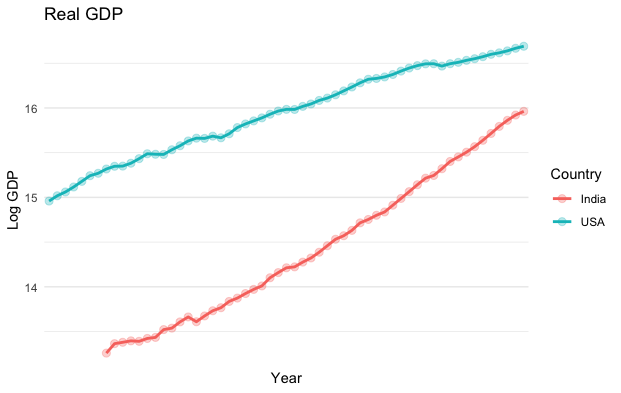 Real GDP
16
15
14
Log GDP
Year
Country
India
USA